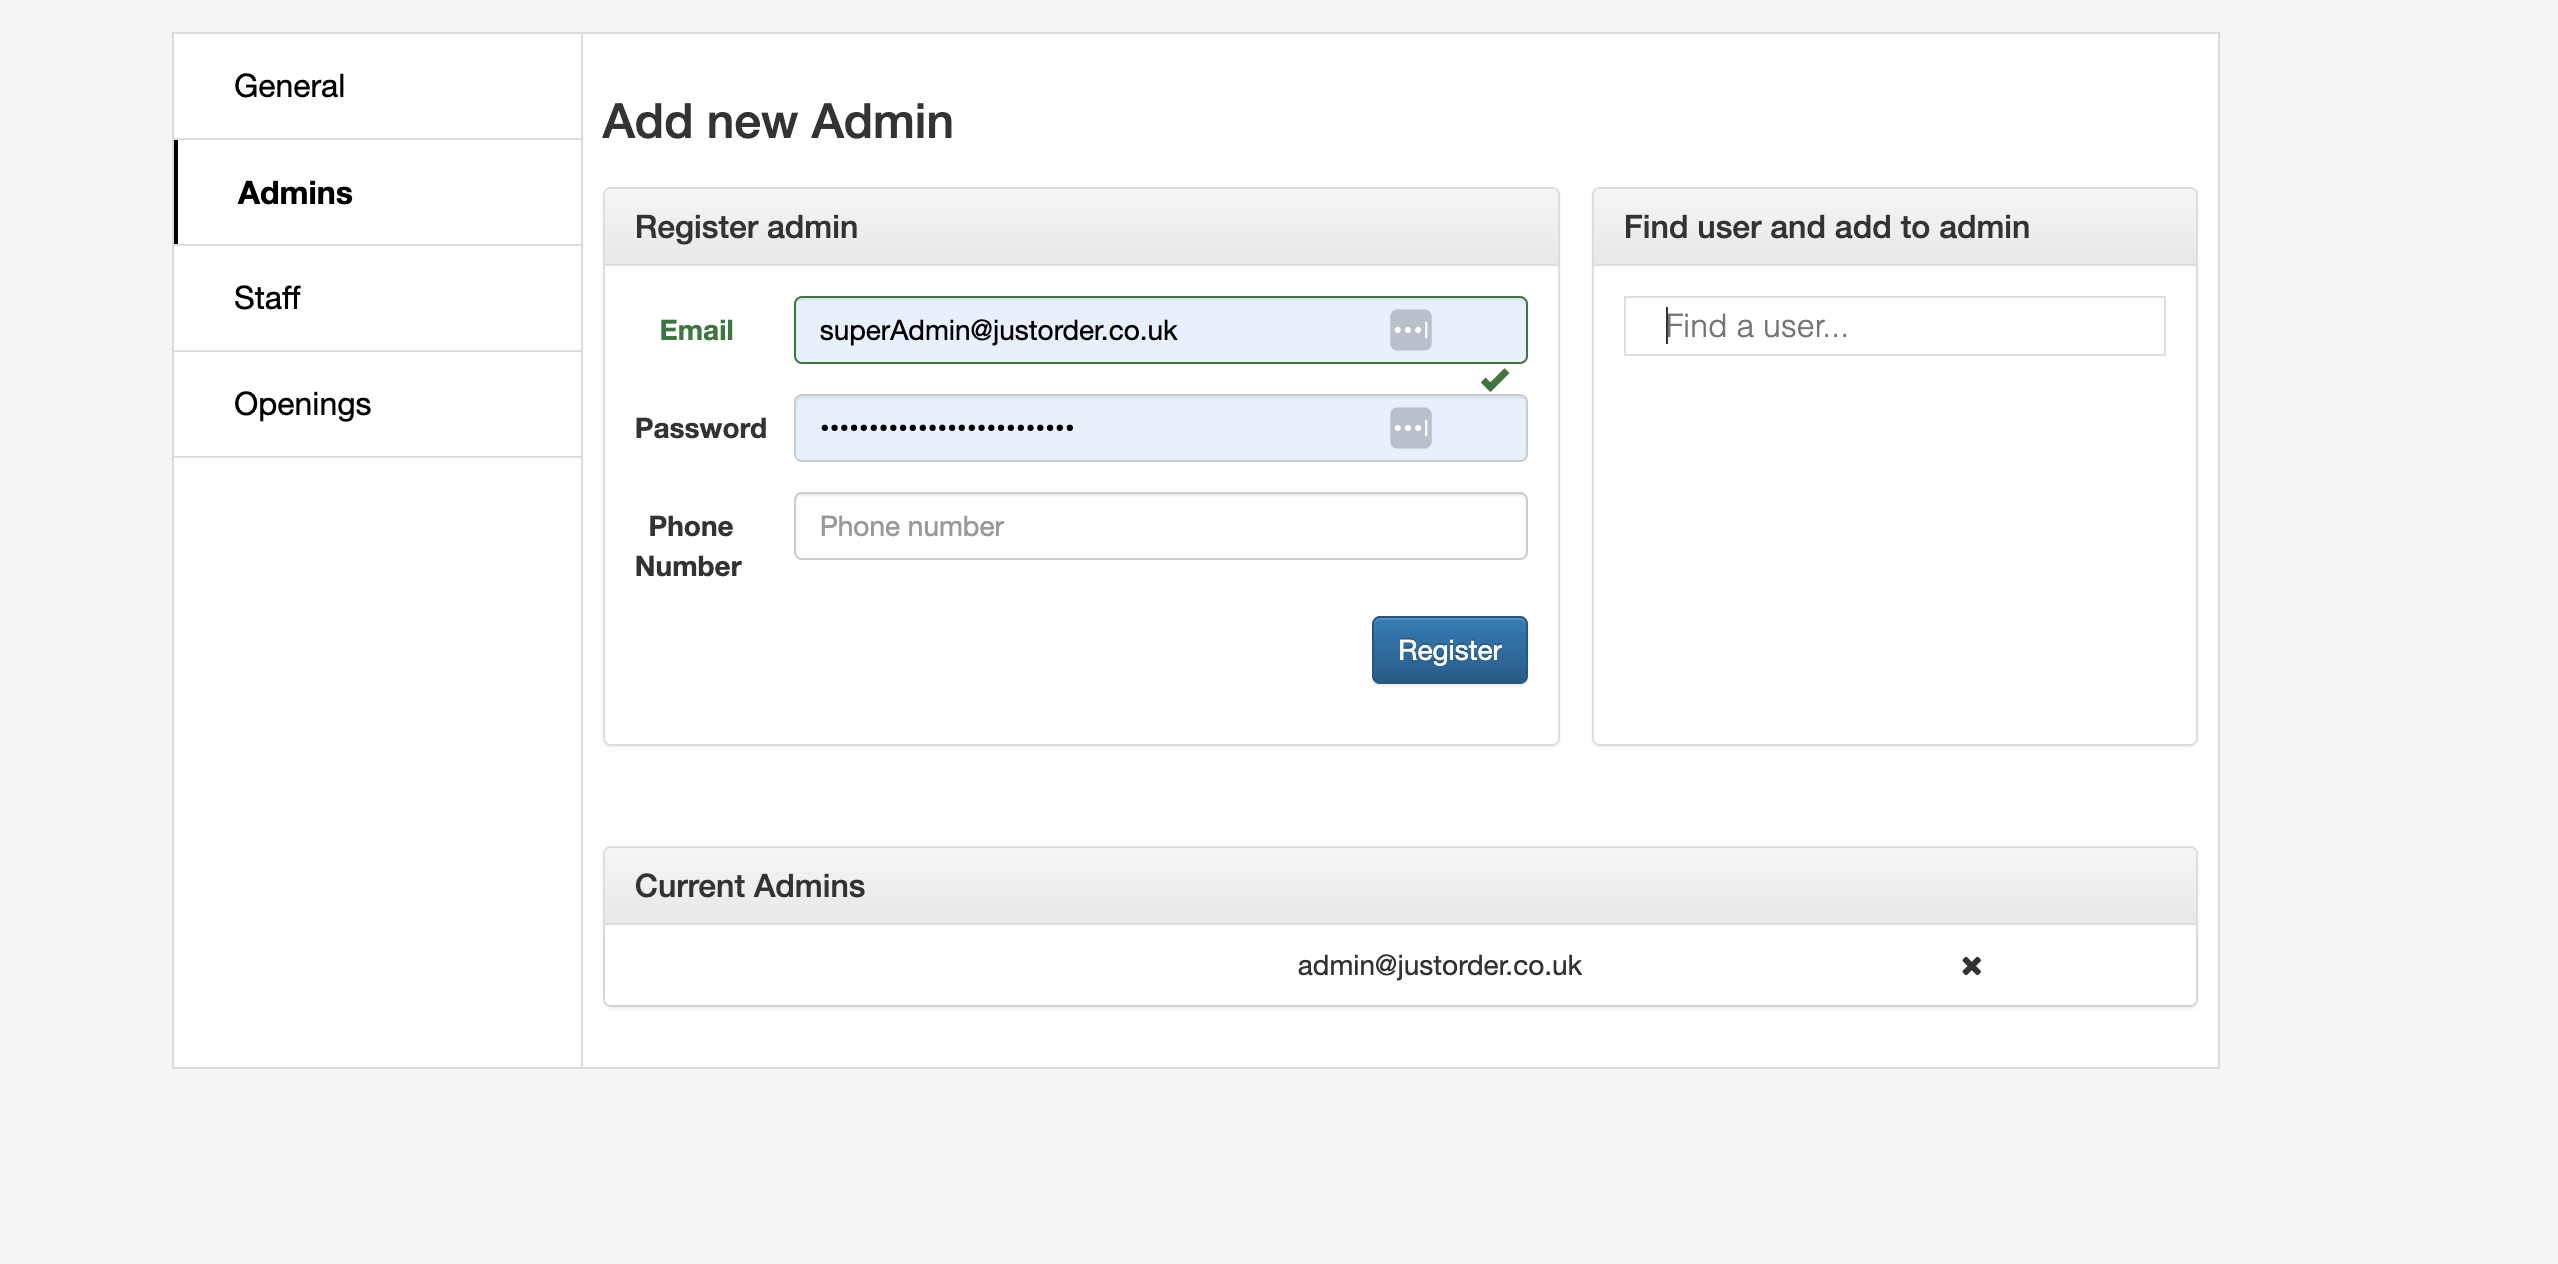 General
Admins
Staff
Openings
Add new Admin
Register admin
Email
superAdmin@justorder.co.uk
Password
••••••••••••••••••••••••••
Phone
Number
Phone number
Register
Find user and add to admin
Find a user...
Current Admins
admin@justorder.co.uk